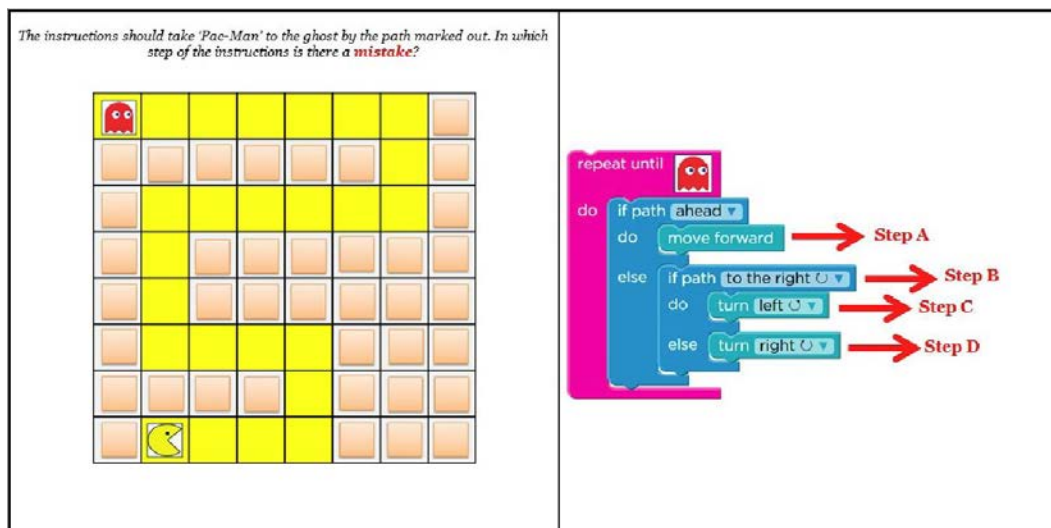 The instructions should take 'Pac-Man' to the ghost by the path marked out. In which
step of the instructions is there a mistake?
repeat until
do if path ahead ▼
do move forward
Step A
else if path to the right ↻ ▼
Step B
do turn left ↺ ▼
Step C
else turn right ↻ ▼
Step D